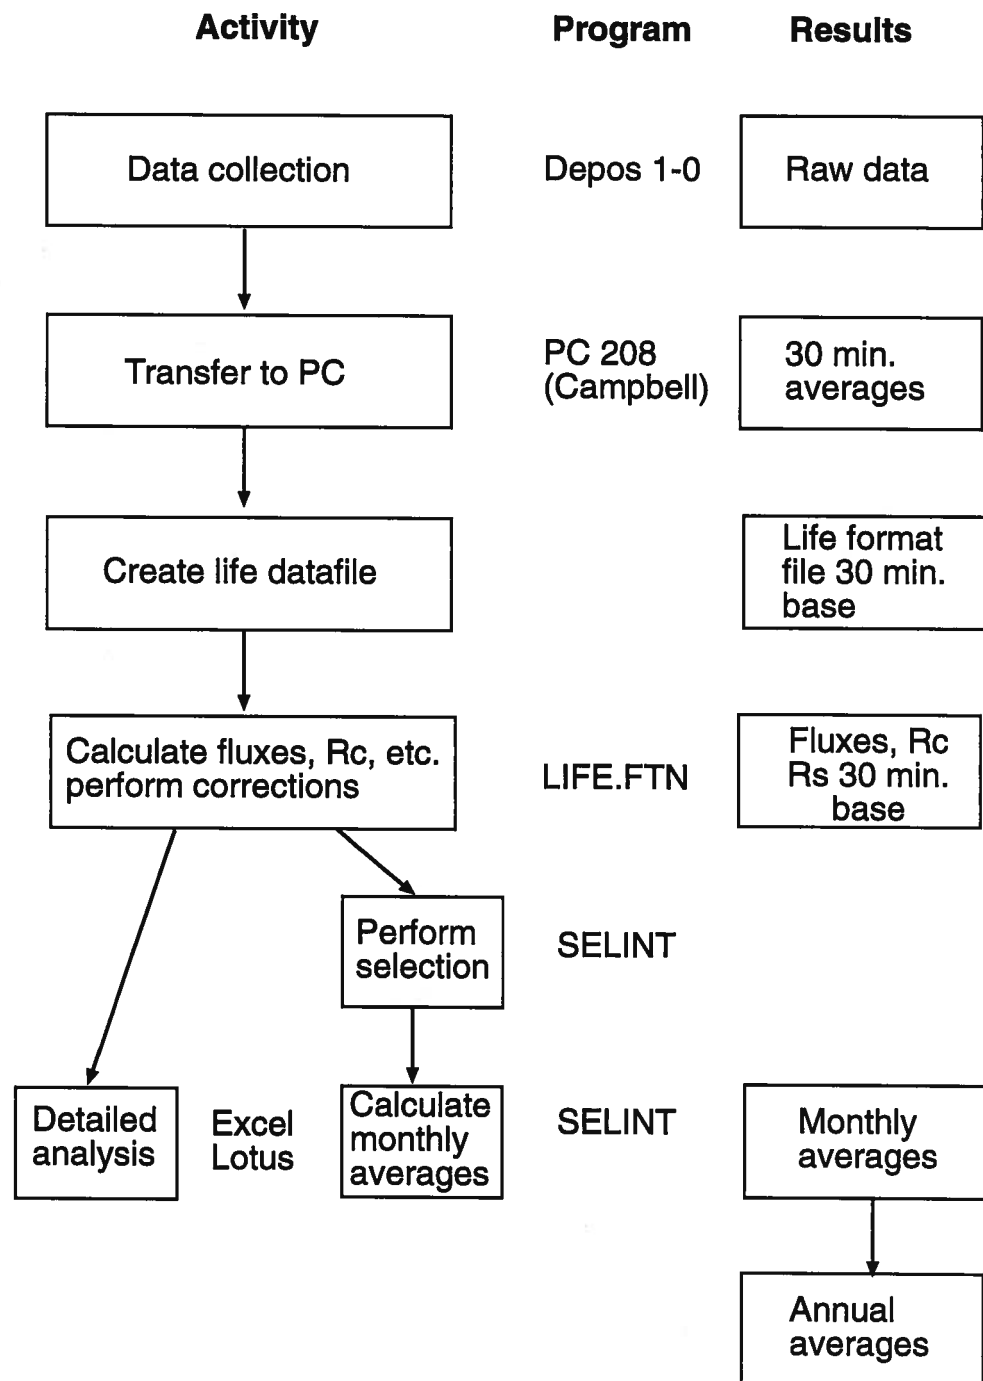 Activity
Program
Results
Data collection
Depos 1-0
Raw data
Transfer to PC
PC 208
(Campbell)
30 min.
averages
Create life datafile
Life format
file 30 min.
base
Calculate fluxes, Rc, etc.
perform corrections
LIFE.FTN
Fluxes, Rc
Rs 30 min.
base
Perform
selection
SELINT
Detailed
analysis
Excel
Lotus
Calculate
monthly
averages
SELINT
Monthly
averages
Annual
averages